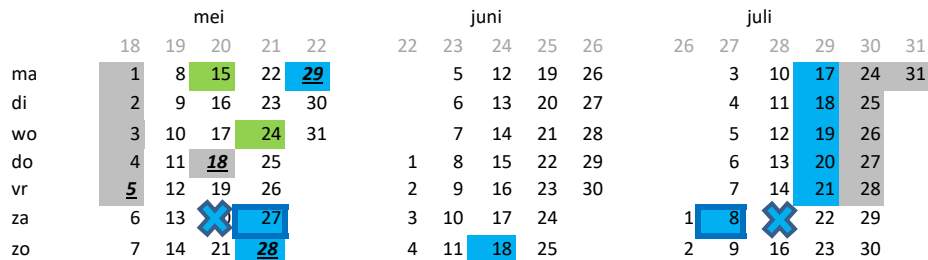 mei juni juli
18 19 20 21 22 22 23 24 25 26 26 27 28 29 30 31
ma 1 8 15 22 29 5 12 19 26 3 10 17 24 31
di 2 9 16 23 30 6 13 20 27 4 11 18 25
wo 3 10 17 24 31 7 14 21 28 5 12 19 26
do 4 11 18 25 1 8 15 22 29 6 13 20 27
vr 5 12 19 26 2 9 16 23 30 7 14 21 28
za 6 13 27 3 10 17 24 1 8 22 29
zo 7 14 21 28 4 11 18 25 2 9 16 23 30